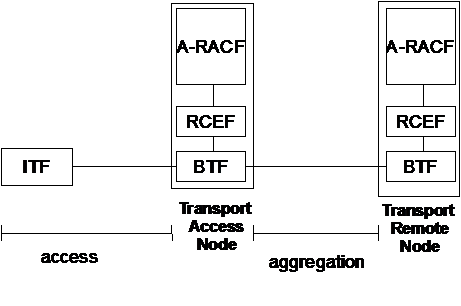 A-RACF
A-RACF
RCEF
RCEF
ITF
BTF
BTF
Transport
Access
Node
Transport
Remote
Node
access
aggregation